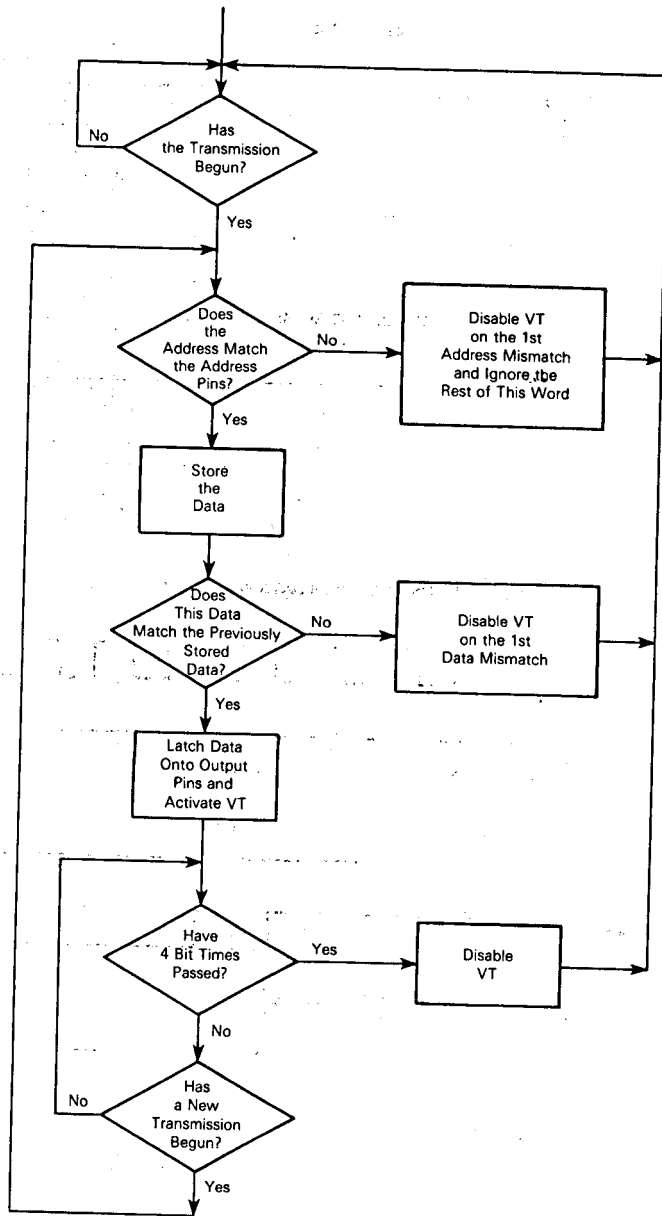 No
Has
the Transmission
Begun?
Yes
Does
the
Address Match
the Address
Pins?
No
Disable VT
on the 1st
Address Mismatch
and Ignore the
Rest of This Word
Yes
Store
the
Data
Does
This Data
Match the Previously
Stored
Data?
No
Disable VT
on the 1st
Data Mismatch
Yes
Latch Data
Onto Output
Pins and
Activate VT
Have
4 Bit Times
Passed?
Yes
Disable
VT
No
No
Has
a New
Transmission
Begun?
Yes